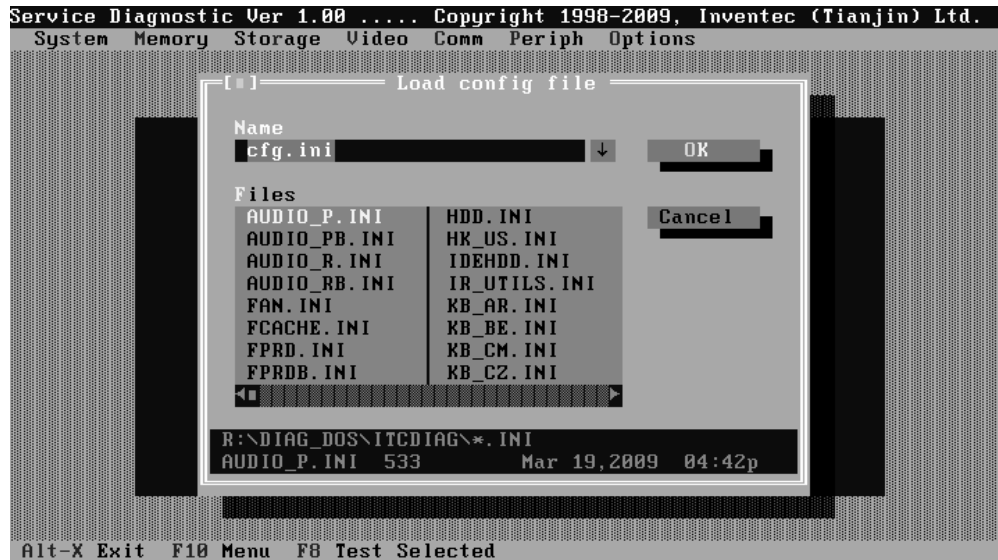 Service Diagnostic Ver 1.00 ..... Copyright 1998-2009, Inventec (Tianjin) Ltd.
System Memory Storage Video Comm Periph Options
Load config file
Name
cfg.ini
OK
Files
Cancel
AUDIO_P.INI HDD.INI
AUDIO_PB.INI HK_US.INI
AUDIO_R.INI IDEHDD.INI
AUDIO_RB.INI IR_UTILS.INI
FAN.INI KB_AR.INI
FCACHE.INI KB_BE.INI
FPRD.INI KB_CM.INI
FPRDB.INI KB_CZ.INI
R:\DIAG_DOS\ITCDIAG\*.INI
AUDIO_P.INI 533 Mar 19,2009 04:42p
Alt-X Exit F10 Menu F8 Test Selected